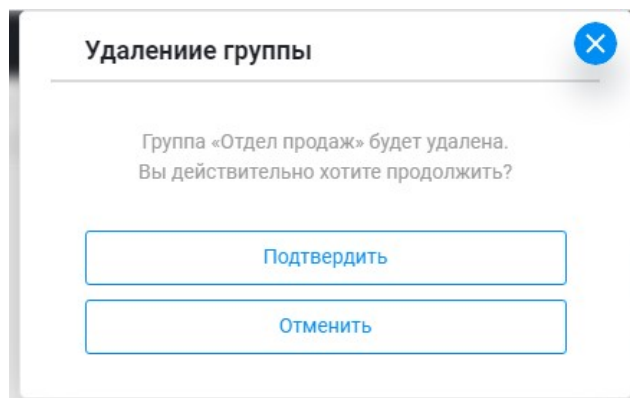 Удалениие группы
Группа «Отдел продаж» будет удалена.
Вы действительно хотите продолжить?
Подтвердить
Отменить